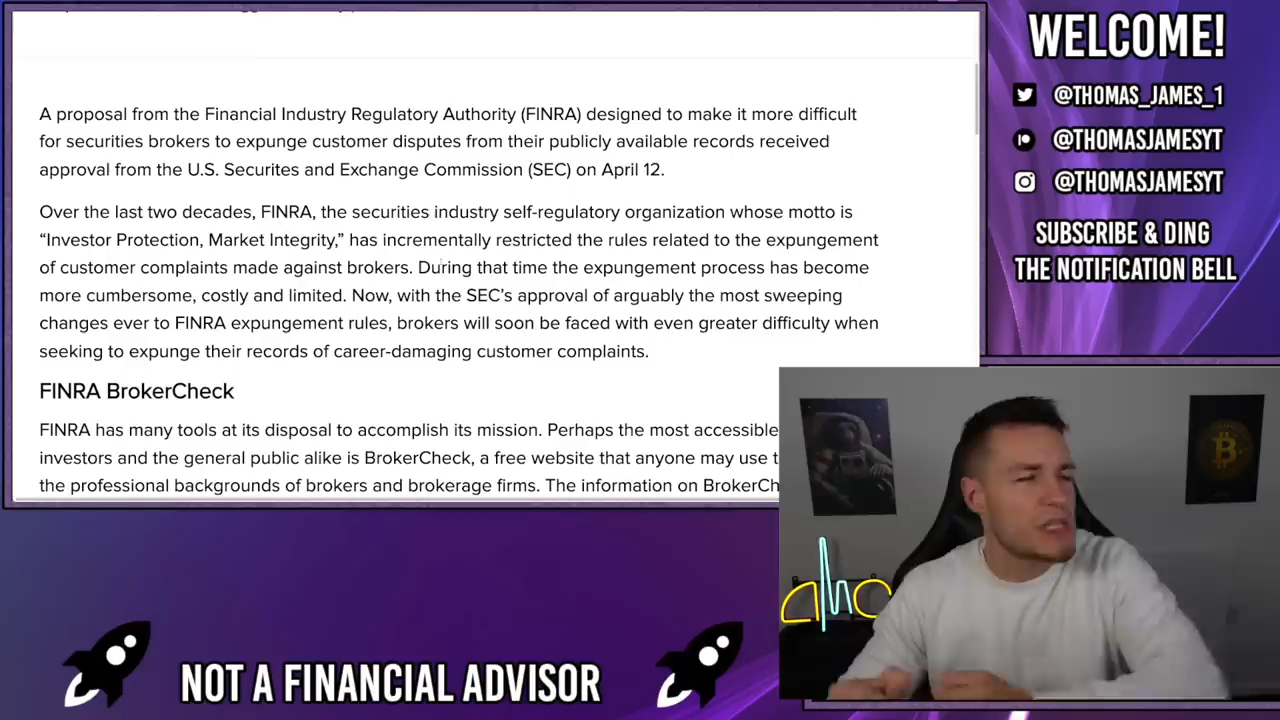 A proposal from the Financial Industry Regulatory Authority (FINRA) designed to make it more difficult
for securities brokers to expunge customer disputes from their publicly available records received
approval from the U.S. Securites and Exchange Commission (SEC) on April 12.
Over the last two decades, FINRA, the securities industry self-regulatory organization whose motto is
“Investor Protection, Market Integrity,” has incrementally restricted the rules related to the expungement
of customer complaints made against brokers. During that time the expungement process has become
more cumbersome, costly and limited. Now, with the SEC’s approval of arguably the most sweeping
changes ever to FINRA expungement rules, brokers will soon be faced with even greater difficulty when
seeking to expunge their records of career-damaging customer complaints.
FINRA BrokerCheck
FINRA has many tools at its disposal to accomplish its mission. Perhaps the most accessible
investors and the general public alike is BrokerCheck, a free website that anyone may use
the professional backgrounds of brokers and brokerage firms. The information on
WELCOME!
@THOMAS_JAMES_1
@THOMASJAMESYT
@THOMASJAMESYT
SUBSCRIBE & DING
THE NOTIFICATION BELL
NOT A FINANCIAL ADVISOR